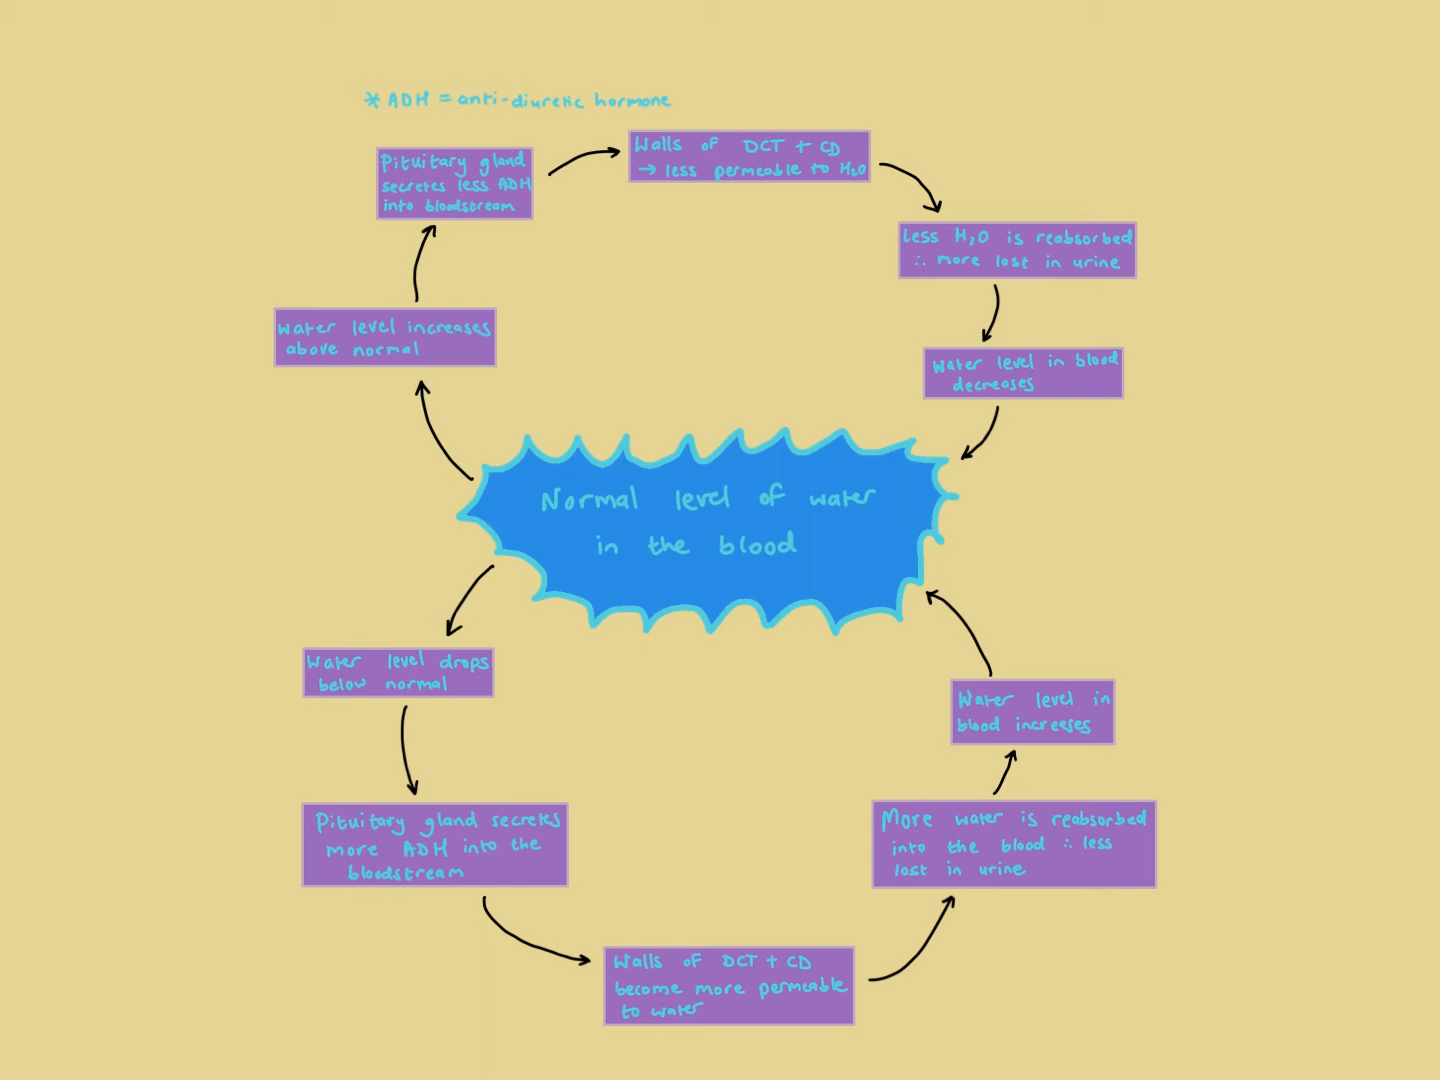 * ADH = anti-diuretic hormone
Pituitary gland
secretes less ADH
into bloodstream
Walls of DCT + CD
→ less permeable to H₂O
Less H₂O is reabsorbed
∴ more lost in urine
Water level in blood
decreases
Water level increases
above normal
Normal level of water
in the blood
Water level drops
below normal
Pituitary gland secretes
more ADH into the
bloodstream
Walls of DCT + CD
become more permeable
to water
More water is reabsorbed
into the blood ∴ less
lost in urine
Water level in
blood increases